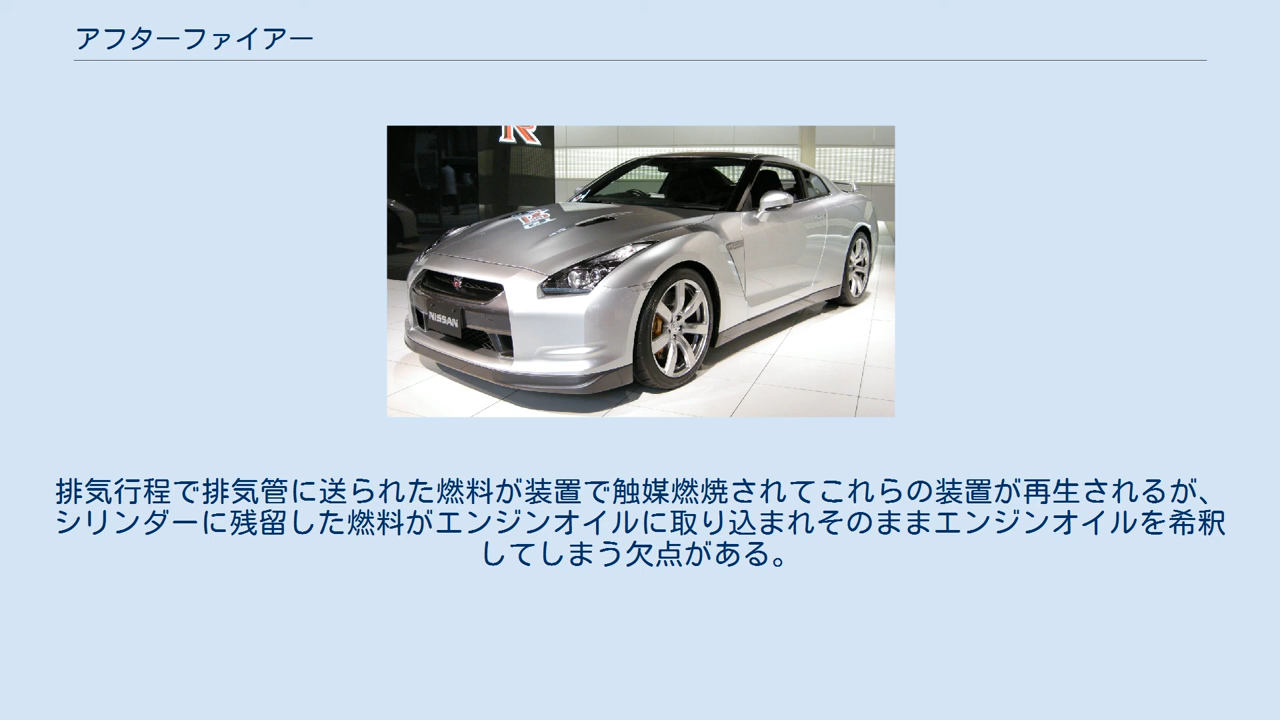 アフターファイアー
R
NISSAN
排気行程で排気管に送られた燃料が装置で触媒燃焼されてこれらの装置が再生されるが、
シリンダーに残留した燃料がエンジンオイルに取り込まれそのままエンジンオイルを希釈
してしまう欠点がある。